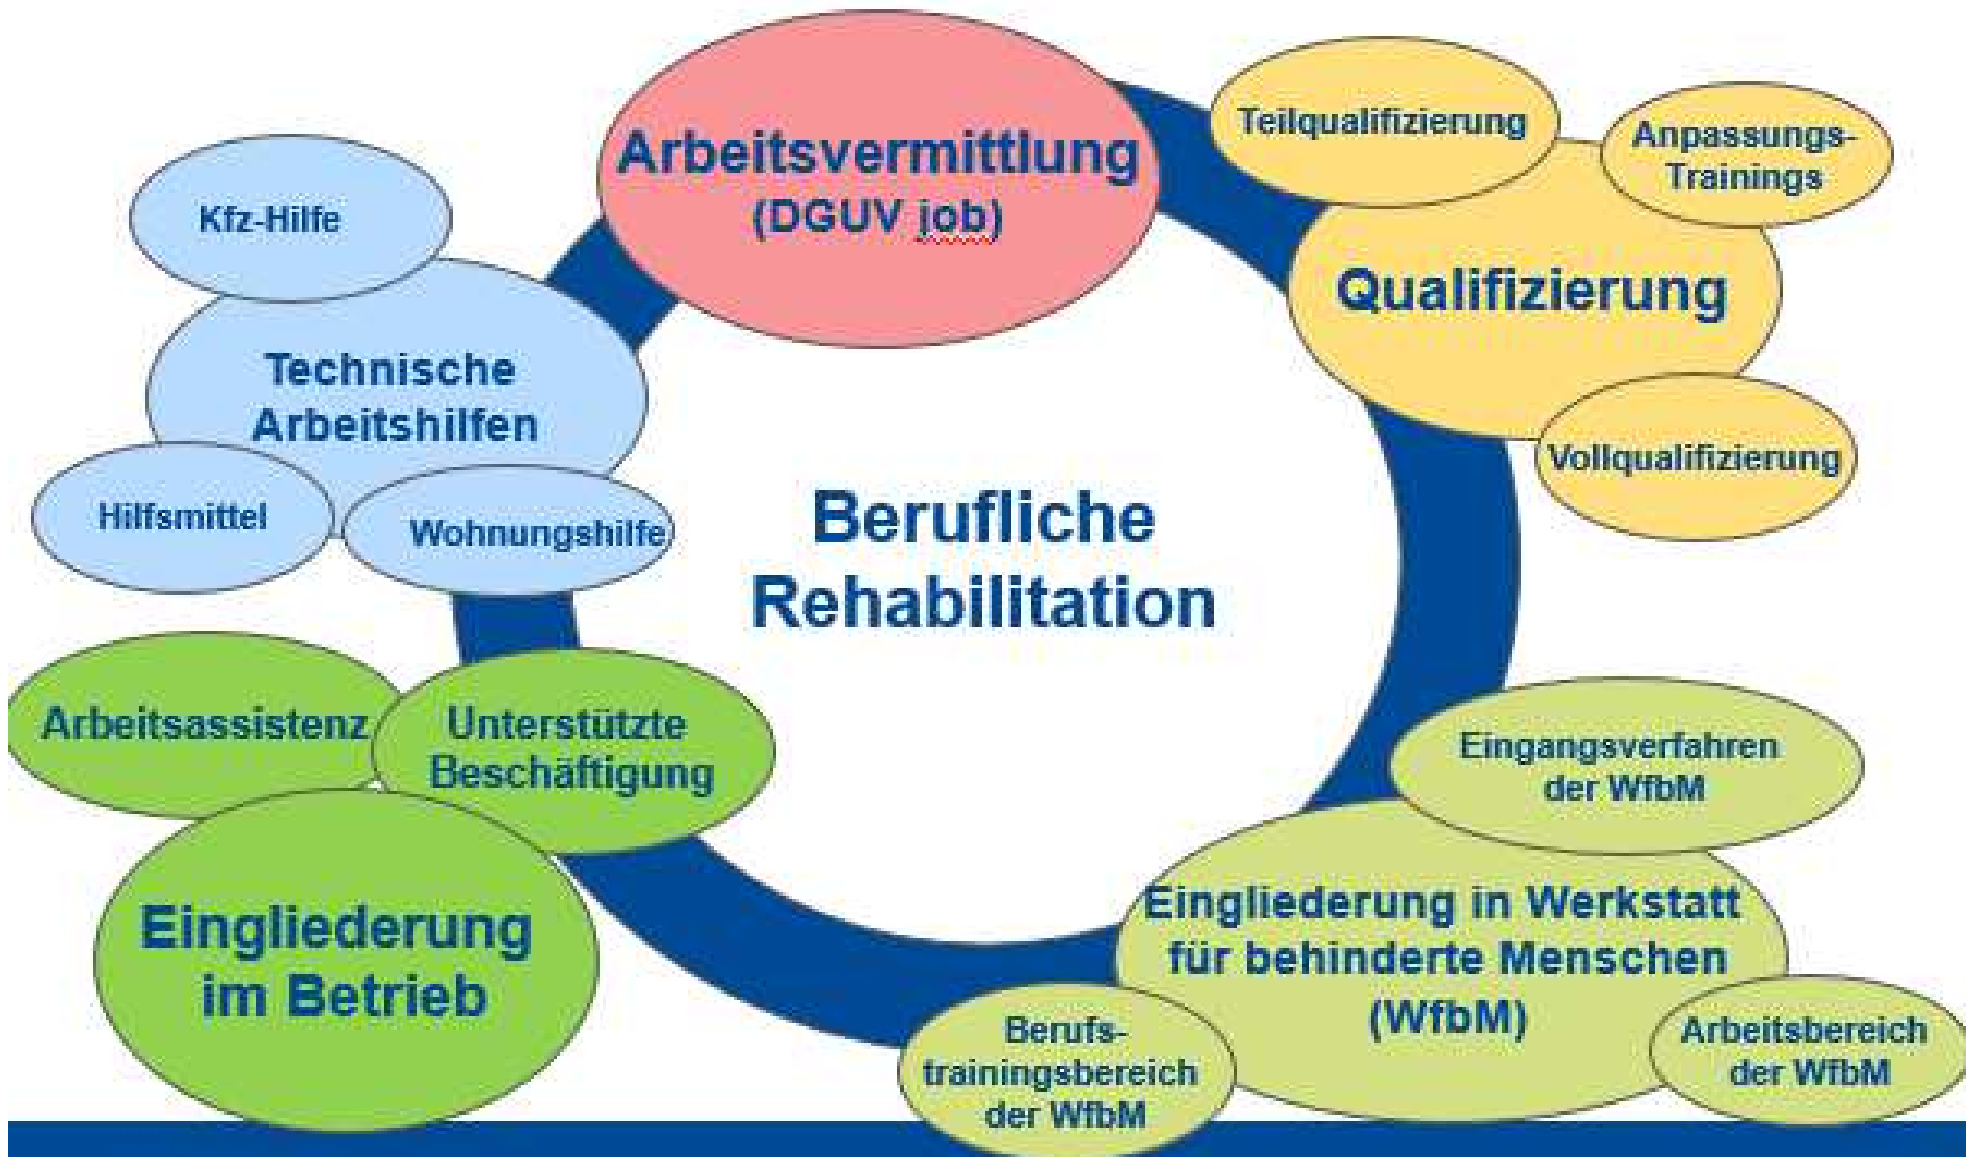 Arbeitsvermittlung
(DGUV job)
Teilqualifizierung
Anpassungs-
Trainings
Qualifizierung
Vollqualifizierung
Kfz-Hilfe
Technische
Arbeitshilfen
Hilfsmittel
Wohnungshilfe
Berufliche
Rehabilitation
Arbeitsassistenz
Unterstützte
Beschäftigung
Eingliederung
im Betrieb
Eingangsverfahren
der WfbM
Eingliederung in Werkstatt
für behinderte Menschen
(WfbM)
Berufs-
trainingsbereich
der WfbM
Arbeitsbereich
der WfbM